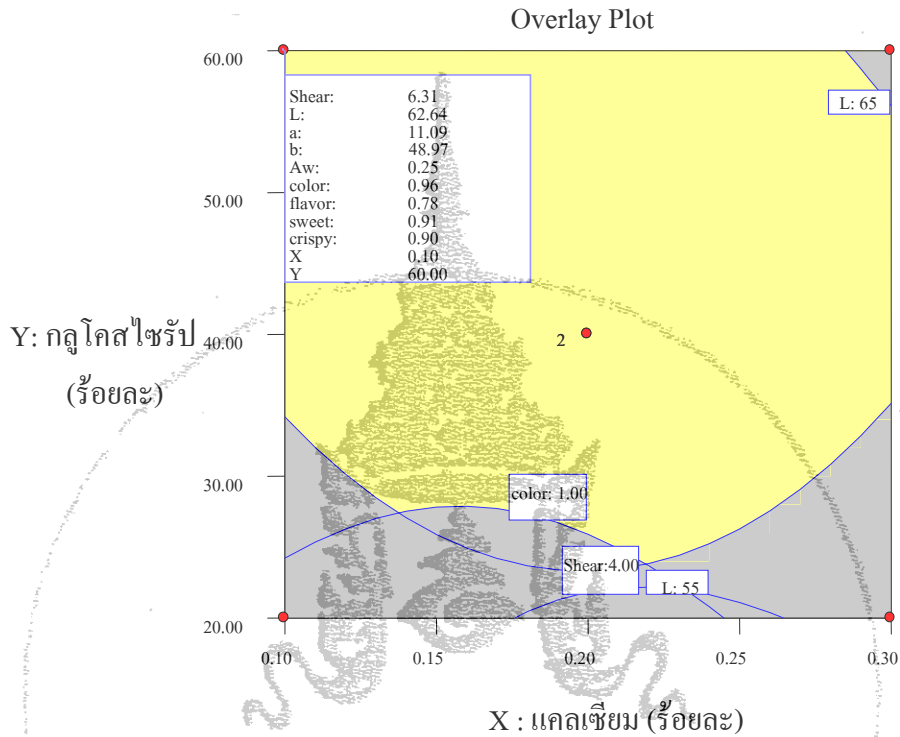 Overlay Plot
60.00
L: 65
Shear: 6.31
L: 62.64
a: 11.09
b: 48.97
Aw: 0.25
color: 0.96
flavor: 0.78
sweet: 0.91
crispy: 0.90
X 0.10
Y 60.00
50.00
Y: กลูโคสไซรัป
(ร้อยละ)
40.00
2
30.00
color: 1.00
Shear:4.00
L: 55
20.00
0.10 0.15 0.20 0.25 0.30
X : แคลเซียม (ร้อยละ)